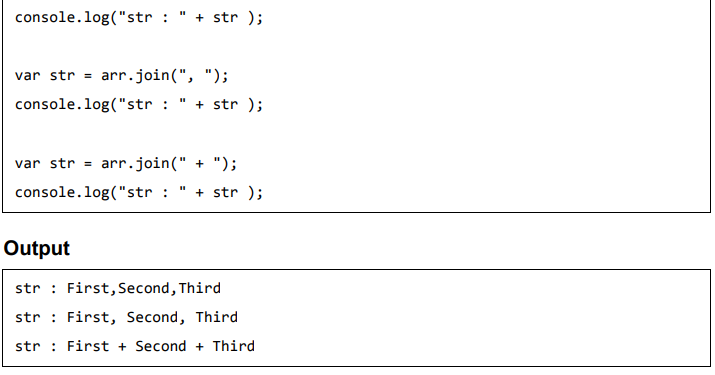 console.log("str : " + str );
var str = arr.join(", ");
console.log("str : " + str );
var str = arr.join(" + ");
console.log("str : " + str );
Output
str : First,Second,Third
str : First, Second, Third
str : First + Second + Third